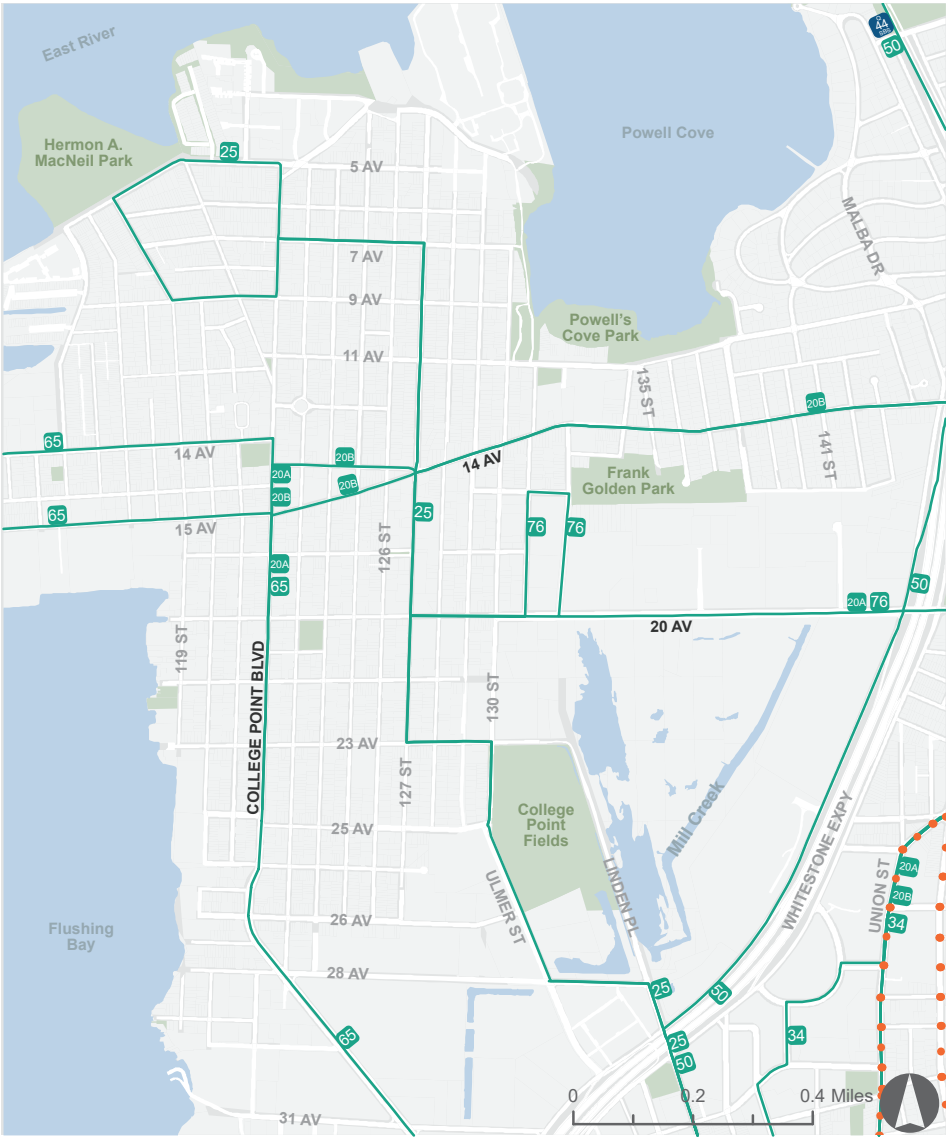 East River
Q
44
SBS
50
Powell Cove
Hermon A.
MacNeil Park
25
5 AV
MALBA DR
7 AV
9 AV
Powell's
Cove Park
11 AV
135 ST
20B
65
14 AV
20B
14 AV
141 ST
20A
20B
20B
Frank
Golden Park
65
15 AV
25
76
76
126 ST
20A
65
50
20A
76
20 AV
119 ST
COLLEGE POINT BLVD
130 ST
23 AV
127 ST
College
Point
Fields
Mill Creek
25 AV
WHITESTONE EXPY
LINDEN PL
ULMER ST
UNION ST
20A
20B
34
26 AV
Flushing
Bay
28 AV
25
50
65
25
50
34
0
0.2
0.4 Miles
31 AV